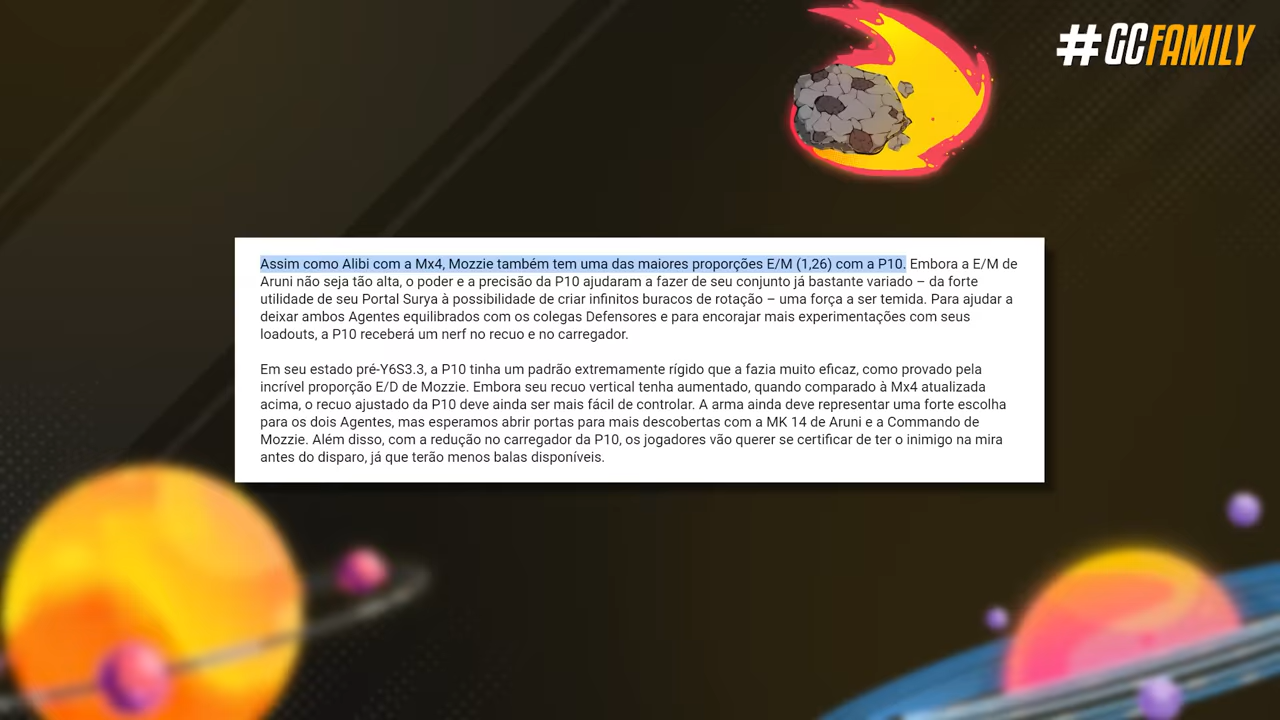 #GCFAMILY
Assim como Alibi com a Mx4, Mozzie também tem uma das maiores proporções E/M (1,26) com a P10. Embora a E/M de
Aruni não seja tão alta, o poder e a precisão da P10 ajudaram a fazer de seu conjunto já bastante variado – da forte
utilidade de seu Portal Surya à possibilidade de criar infinitos buracos de rotação – uma força a ser temida. Para ajudar a
deixar ambos Agentes equilibrados com os colegas Defensores e para encorajar mais experimentações com seus
loadouts, a P10 receberá um nerf no recuo e no carregador.
Em seu estado pré-Y6S3.3, a P10 tinha um padrão extremamente rígido que a fazia muito eficaz, como provado pela
incrível proporção E/D de Mozzie. Embora seu recuo vertical tenha aumentado, quando comparado à Mx4 atualizada
acima, o recuo ajustado da P10 deve ainda ser mais fácil de controlar. A arma ainda deve representar uma forte escolha
para os dois Agentes, mas esperamos abrir portas para mais descobertas com a MK 14 de Aruni e a Commando de
Mozzie. Além disso, com a redução no carregador da P10, os jogadores vão querer se certificar de ter o inimigo na mira
antes do disparo, já que terão menos balas disponíveis.